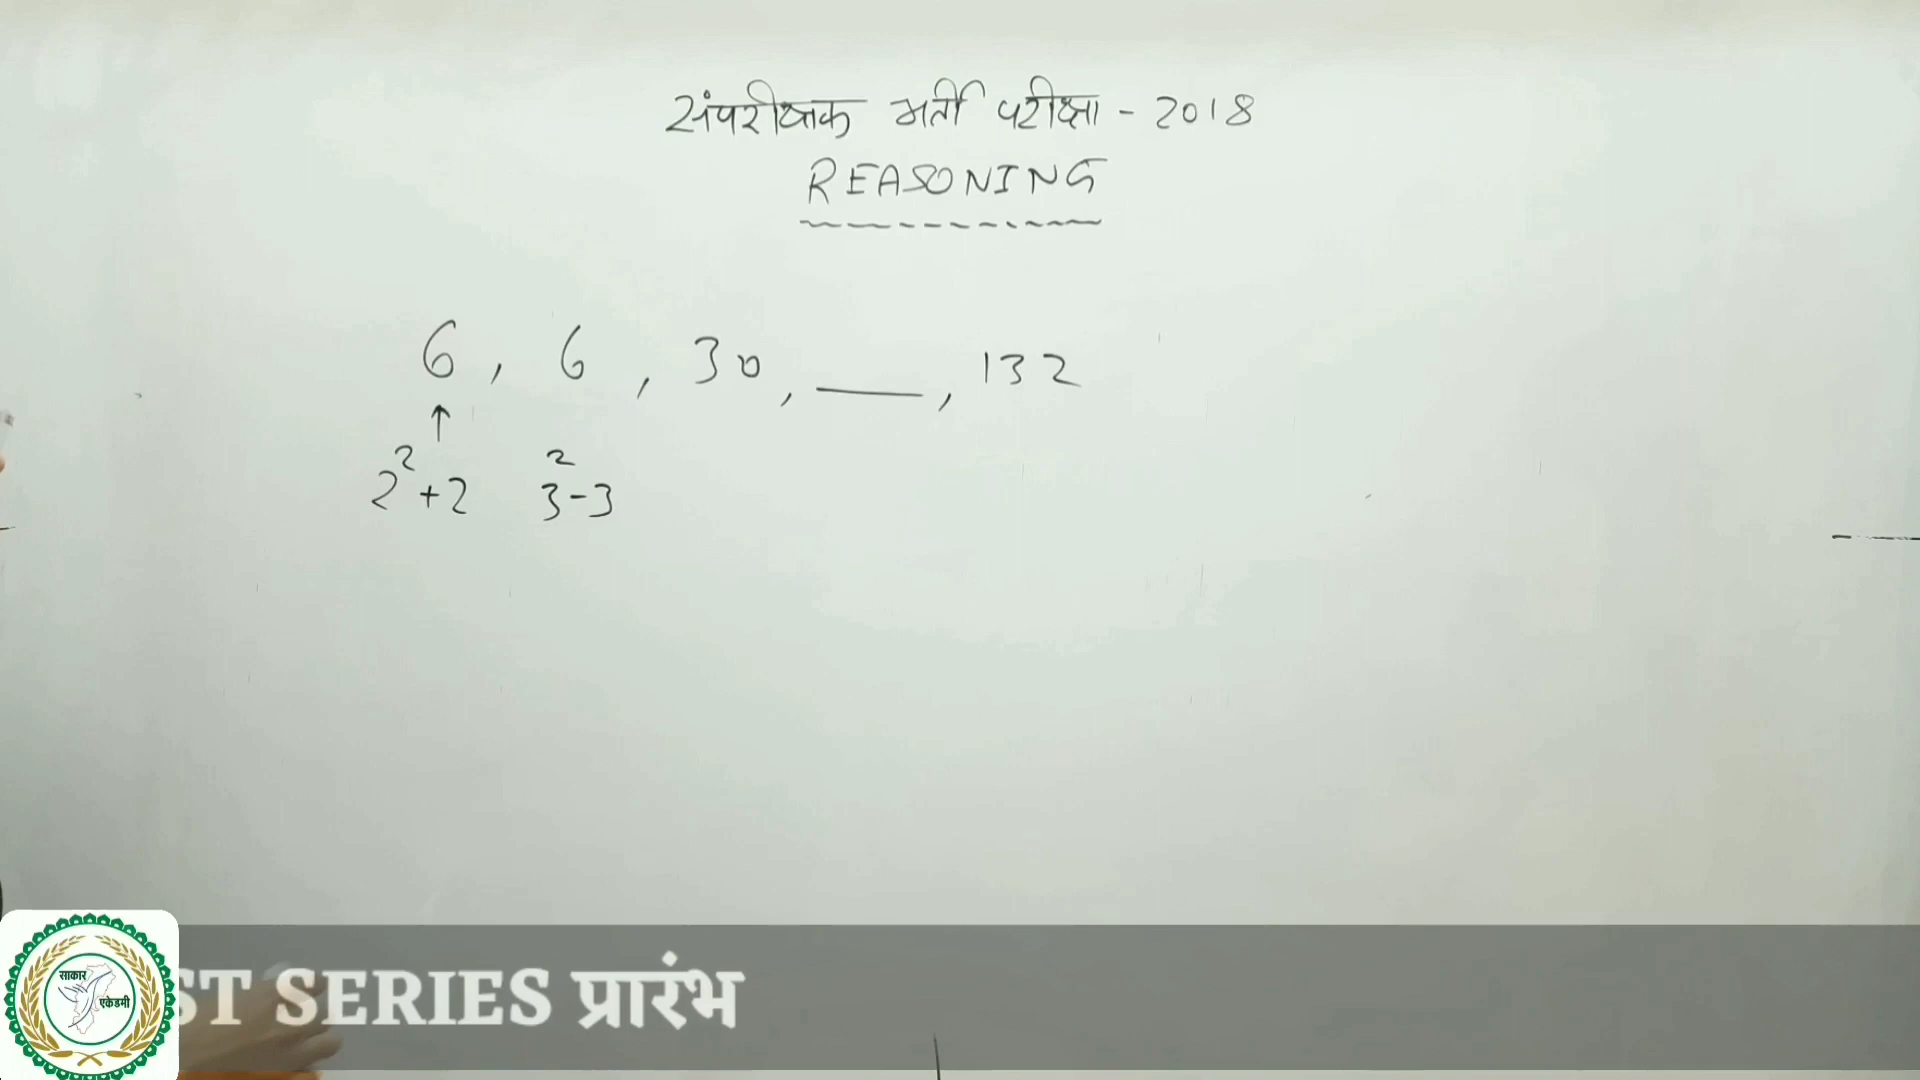 संपरीक्षक भर्ती परीक्षा - 2018
REASONING
6, 6, 30, ___, 132
2²+2 3²-3
ST SERIES प्रारंभ
साकार
एकेडमी